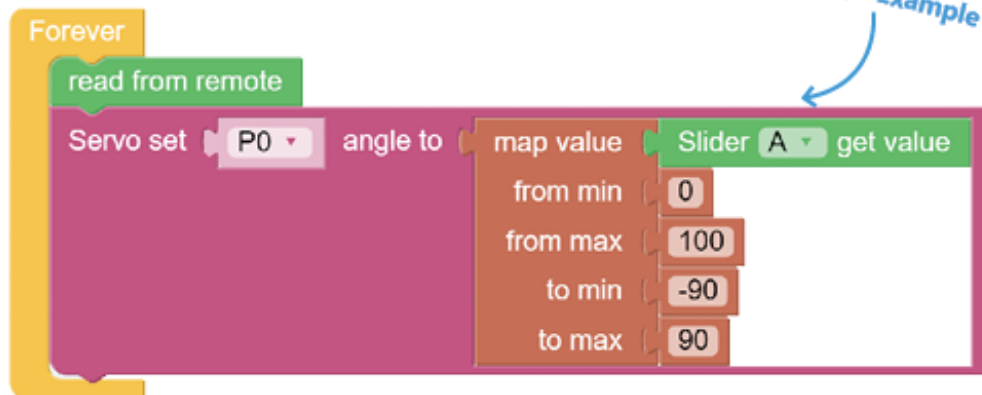 Example
Forever
read from remote
Servo set P0 angle to map value Slider A get value
from min 0
from max 100
to min -90
to max 90